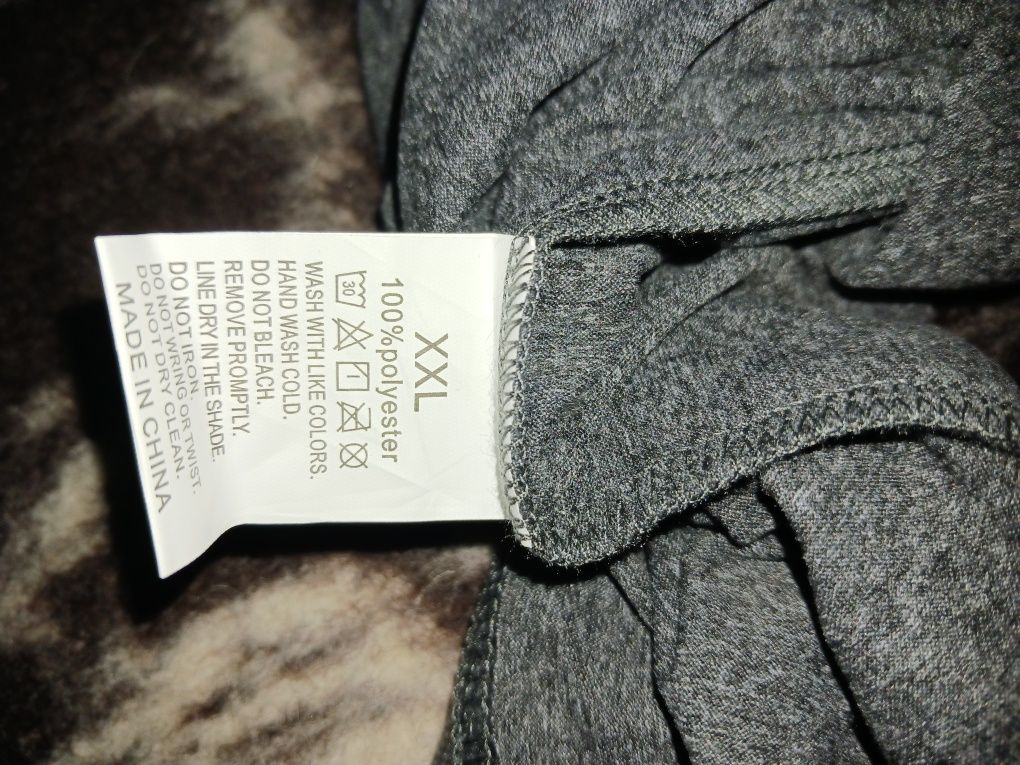 XXL
100%polyester
30
WASH WITH LIKE COLORS.
HAND WASH COLD.
DO NOT BLEACH.
REMOVE PROMPTLY.
LINE DRY IN THE SHADE.
DO NOT IRON.
DO NOT WRING OR TWIST.
DO NOT DRY CLEAN.
MADE IN CHINA